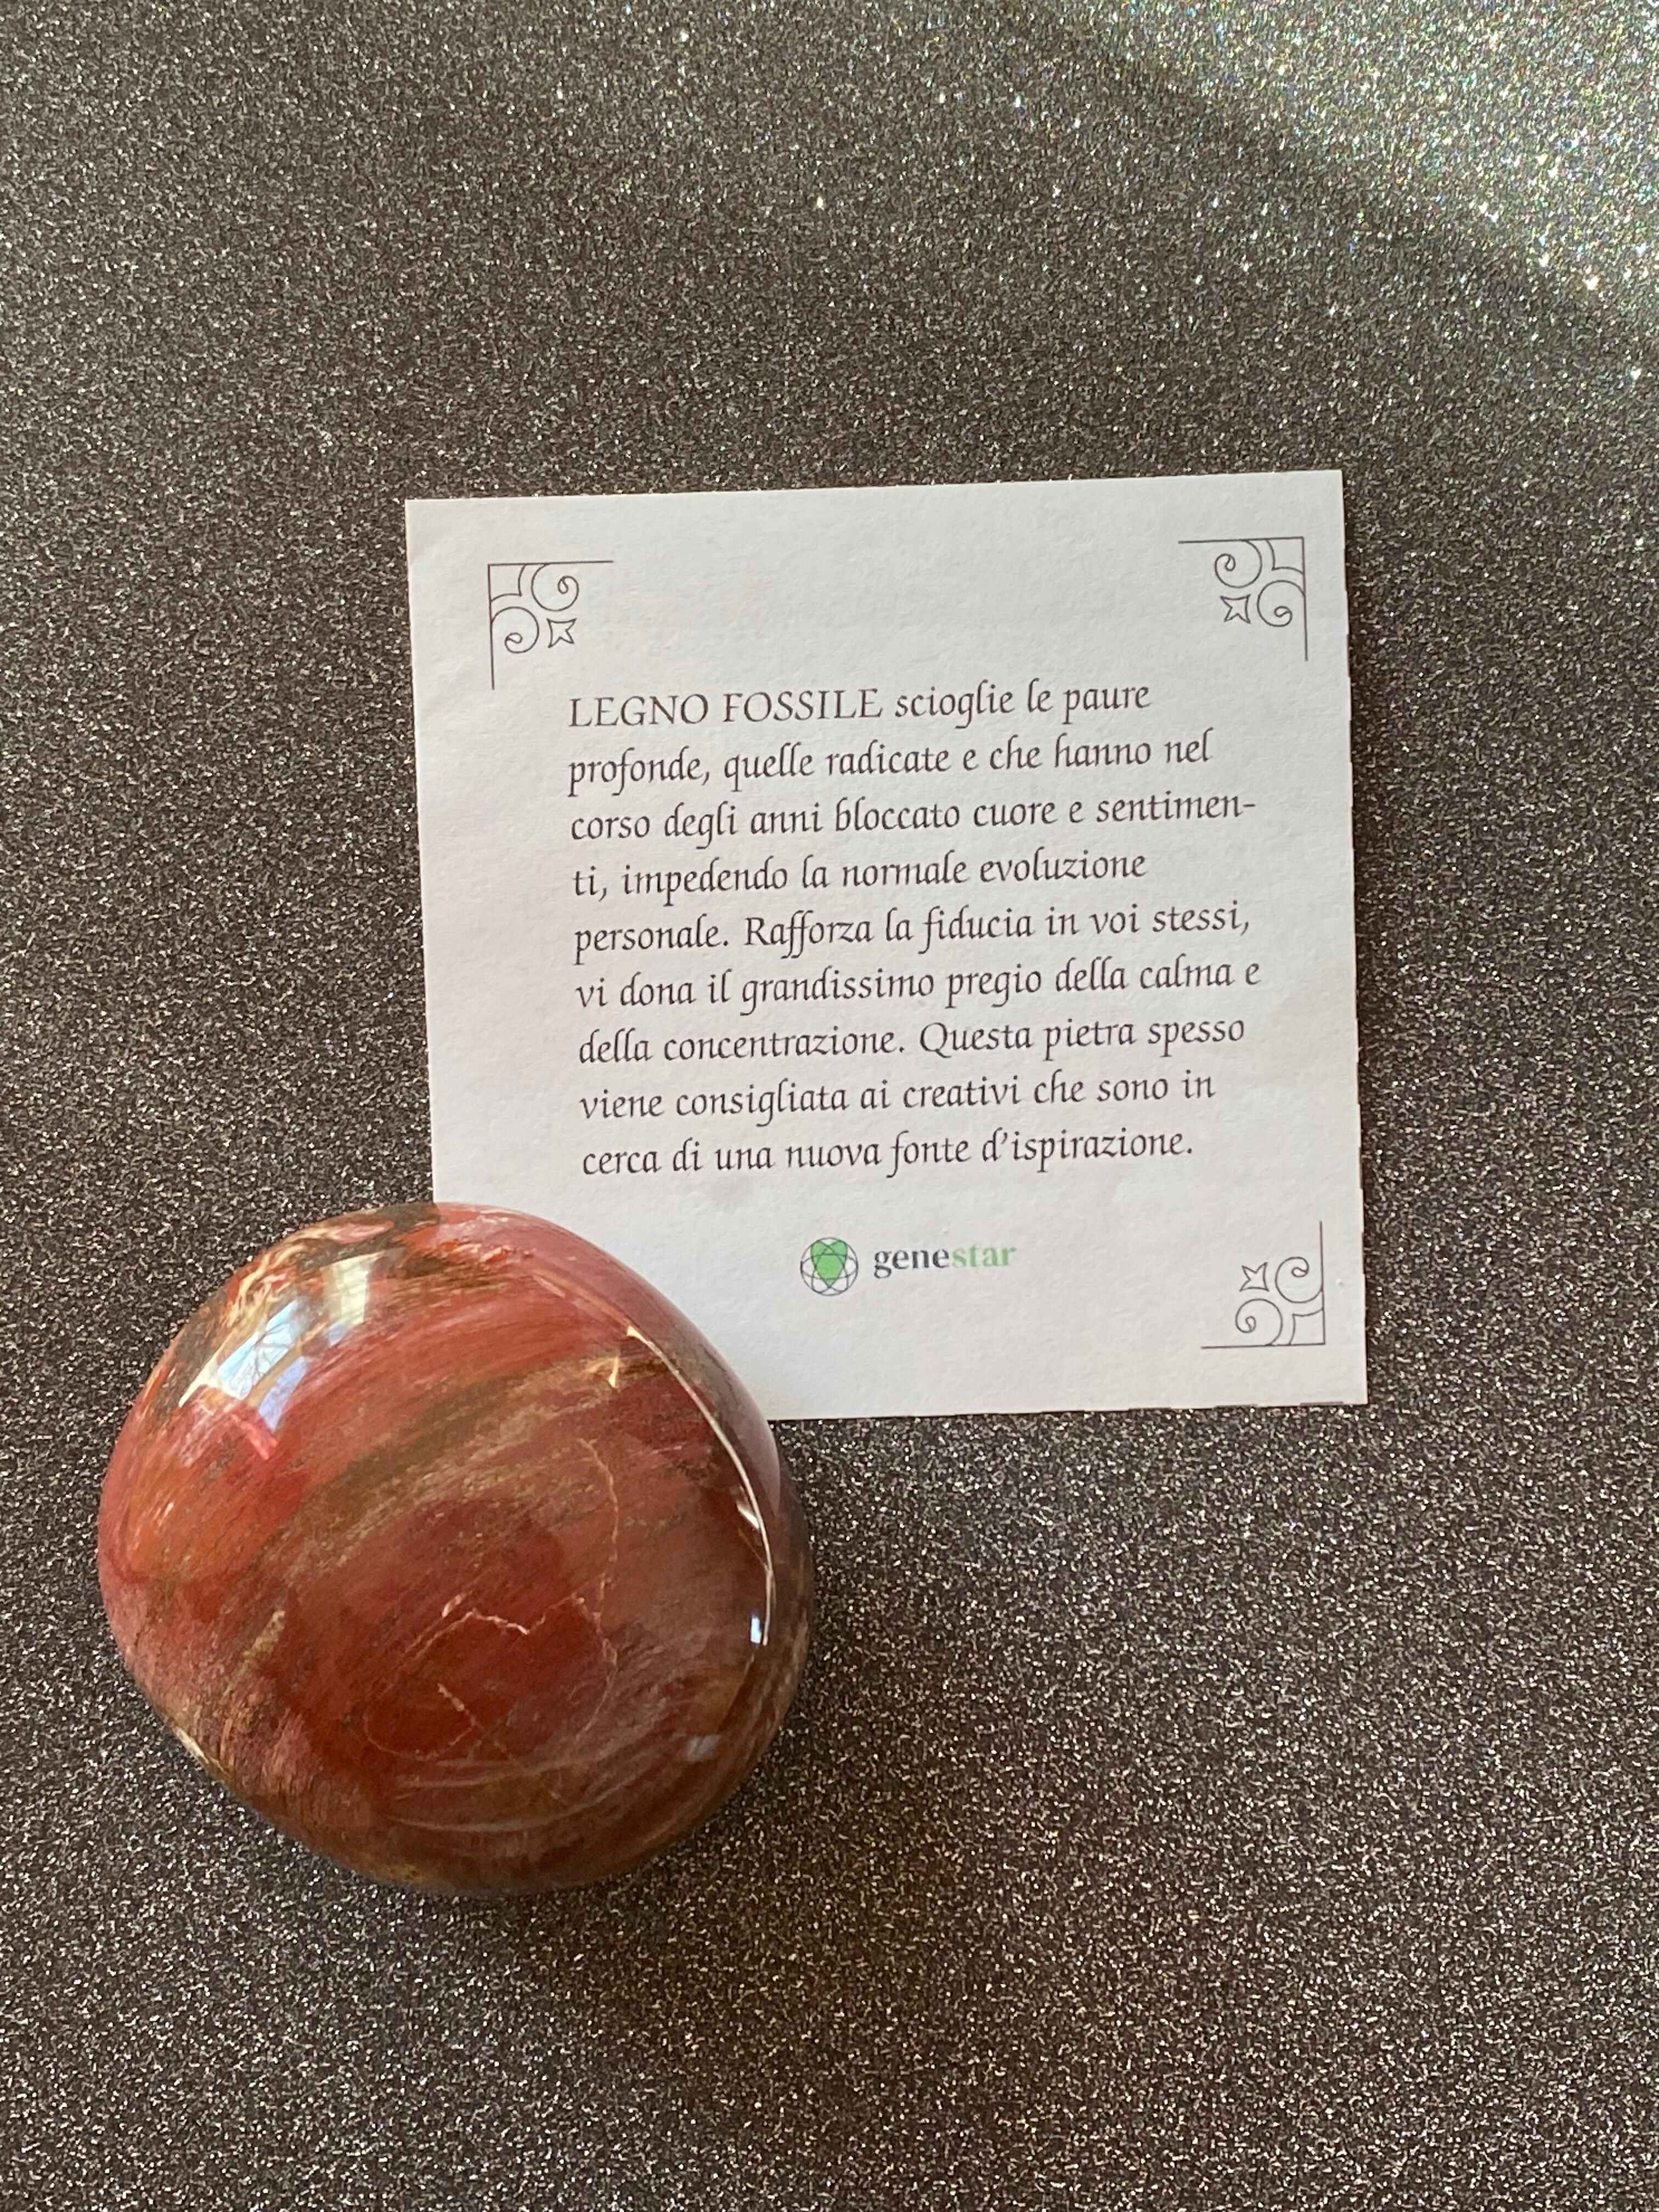 LEGNO FOSSILE scioglie le paure
profonde, quelle radicate e che hanno nel
corso degli anni bloccato cuore e sentimen-
ti, impedendo la normale evoluzione
personale. Rafforza la fiducia in voi stessi,
vi dona il grandissimo pregio della calma e
della concentrazione. Questa pietra spesso
viene consigliata ai creativi che sono in
cerca di una nuova fonte d'ispirazione.
genestar